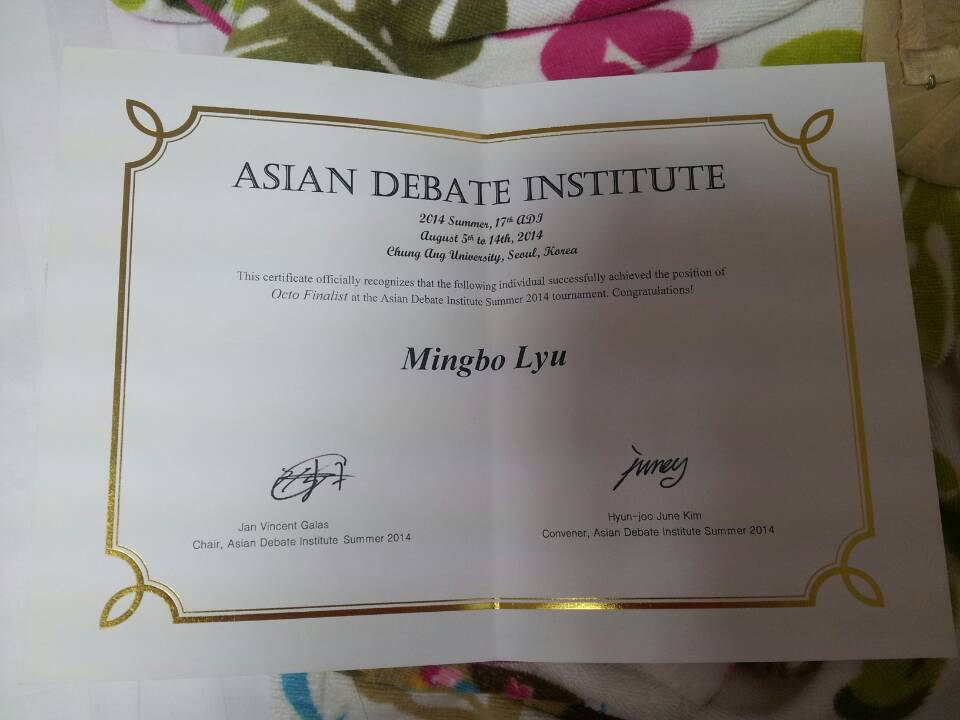 ASIAN DEBATE INSTITUTE
2014 Summer, 17th ADI
August 5th to 14th, 2014
Chung Ang University, Seoul, Korea
This certificate officially recognizes that the following individual successfully achieved the position of
Octo Finalist at the Asian Debate Institute Summer 2014 tournament. Congratulations!
Mingbo Lyu
juney
Jan Vincent Galas
Chair, Asian Debate Institute Summer 2014
Hyun-joo June Kim
Convener, Asian Debate Institute Summer 2014